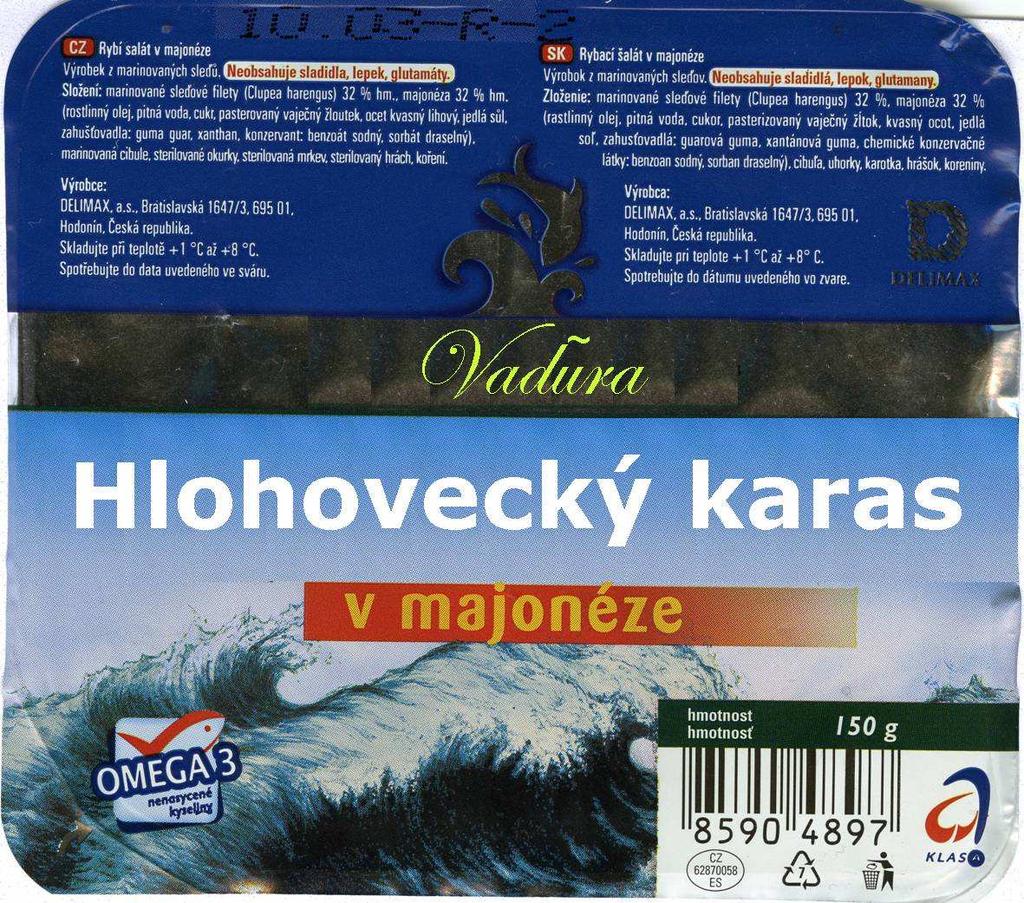 10.03-R-2
CZ Rybí salát v majonéze
Výrobek z marinovaných sleďů. Neobsahuje sladidla, lepek, glutamáty.
Složení: marinované sleďové filety (Clupea harengus) 32 % hm., majonéza 32 % hm.
(rostlinný olej, pitná voda, cukr, pasterovaný vaječný žloutek, ocet kvasný lihový, jedlá sůl,
zahušťovadla: guma guar, xanthan, konzervant: benzoát sodný, sorbát draselný),
marinovaná cibule, sterilované okurky, sterilovaná mrkev, sterilovaný hrách, koření.
Výrobce:
DELIMAX, a.s., Bratislavská 1647/3, 695 01,
Hodonín, Česká republika.
Skladujte při teplotě +1 °C až +8 °C.
Spotřebujte do data uvedeného ve sváru.
SK Rybací šalát v majonéze
Výrobok z marinovaných sleďov. Neobsahuje sladidlá, lepok, glutamany.
Zloženie: marinované sleďové filety (Clupea harengus) 32 %, majonéza 32 %
(rastlinný olej, pitná voda, cukor, pasterizovaný vaječný žĺtok, kvasný ocot, jedlá
soľ, zahusťovadlá: guarová guma, xantánová guma, chemické konzervačné
látky: benzoan sodný, sorban draselný), cibuľa, uhorky, karotka, hrášok, koreniny.
Výrobca:
DELIMAX, a.s., Bratislavská 1647/3, 695 01,
Hodonín, Česká republika.
Skladujte pri teplote +1 °C až +8° C.
Spotrebujte do dátumu uvedeného vo zvare.
DELIMAX
Vadura
Hlohovecký karas
v majonéze
OMEGA 3
nenasycené
kyseliny
hmotnost
hmotnosť
150 g
8590 4897
CZ
62870058
ES
7
KLASA